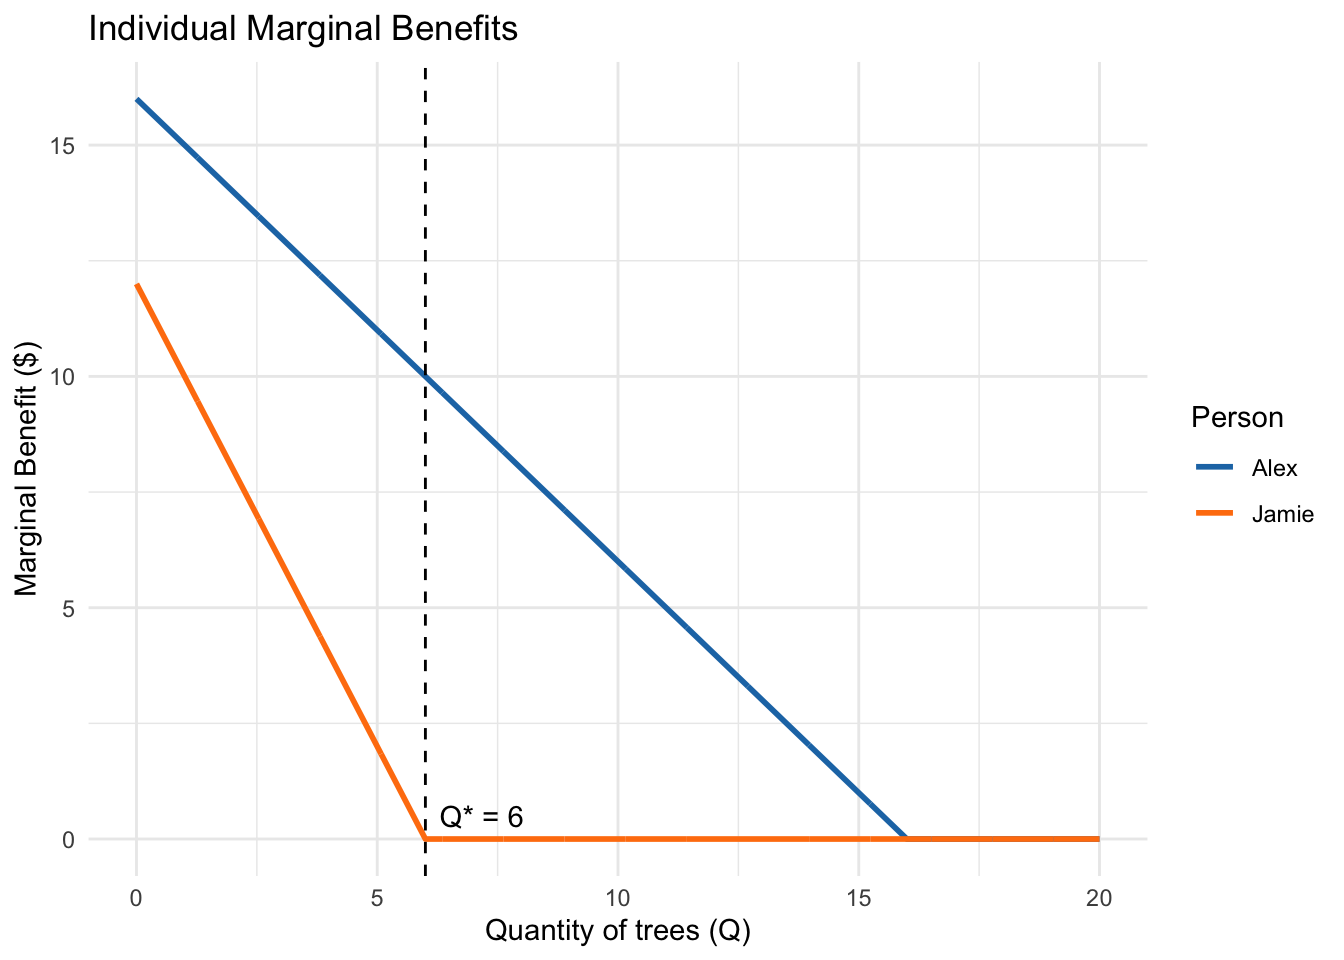 Individual Marginal Benefits
Marginal Benefit ($)
15
10
5
0
Q* = 6
0 5 10 15 20
Quantity of trees (Q)
Person
Alex
Jamie